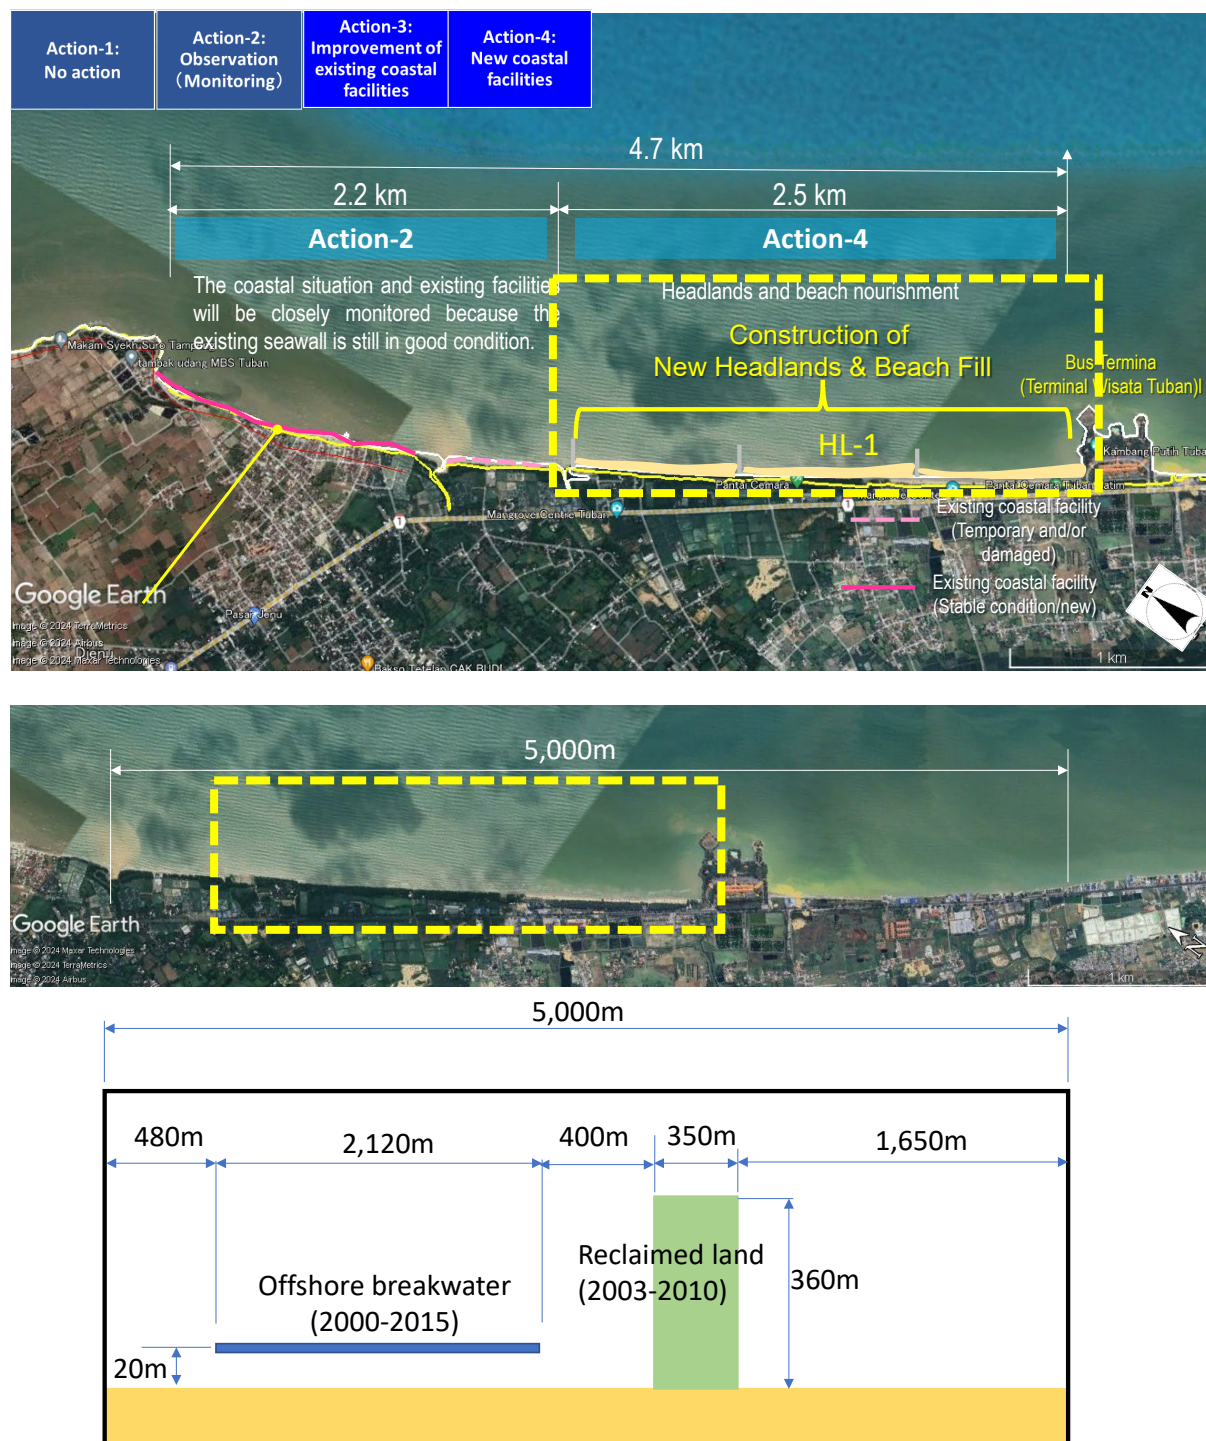 Action-1:
No action
Action-2:
Observation
（Monitoring）
Action-3:
Improvement of
existing coastal
facilities
Action-4:
New coastal
facilities
4.7 km
2.2 km
2.5 km
Action-2
Action-4
The coastal situation and existing facilities
will be closely monitored because the
existing seawall is still in good condition.
Headlands and beach nourishment
Construction of
New Headlands & Beach Fill
Bus Termina
(Terminal Wisata Tuban)l
HL-1
Makam Syekh Suro Tampang
tambak udang MBS Tuban
Kambang Putih Tuba
Pantai Cemara
Pantai Cemara Tuban Jatim
Mangrove Centre Tuban
1
1
Existing coastal facility
(Temporary and/or
damaged)
Existing coastal facility
(Stable condition/new)
N
Google Earth
Image © 2024 TerraMetrics
Image © 2024 Airbus
Image © 2024 Maxar Technologies
Pasar Jenu
Djenu
Bakso Tetelan CAK BUDI
1 km
5,000m
Google Earth
Image © 2024 Maxar Technologies
Image © 2024 TerraMetrics
Image © 2024 Airbus
N
1 km
5,000m
480m
2,120m
400m
350m
1,650m
Reclaimed land
(2003-2010)
360m
Offshore breakwater
(2000-2015)
20m